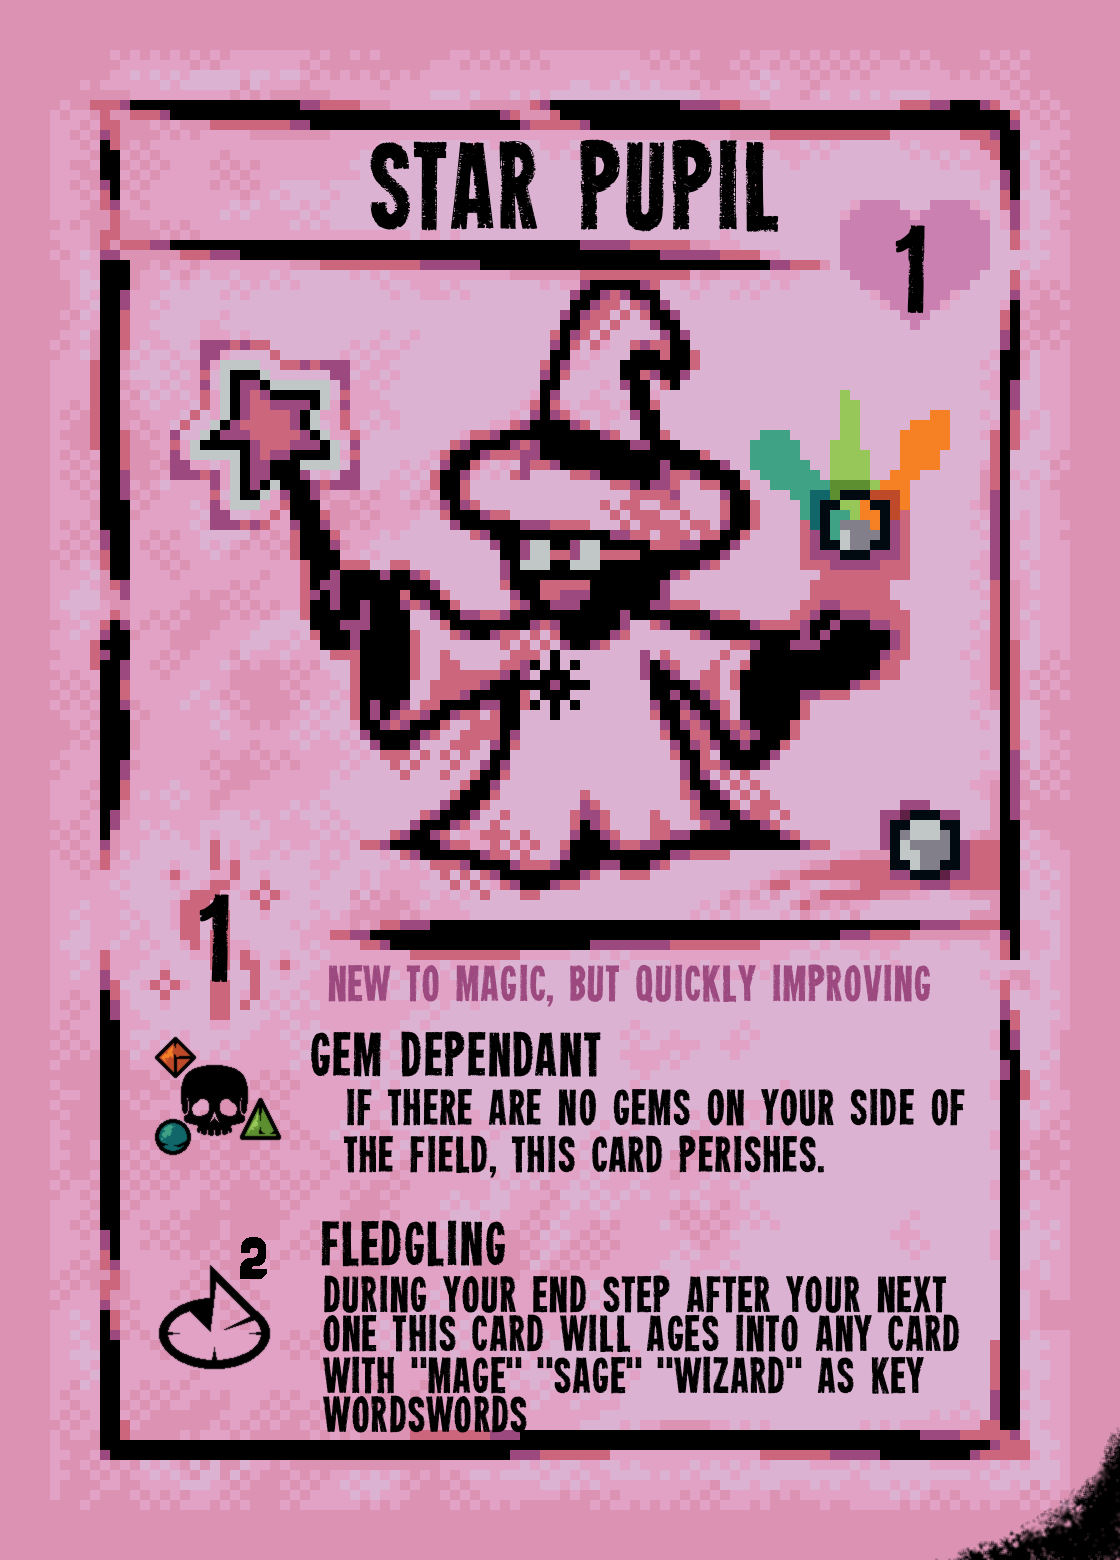 STAR PUPIL
1
1
NEW TO MAGIC, BUT QUICKLY IMPROVING
GEM DEPENDANT
IF THERE ARE NO GEMS ON YOUR SIDE OF
THE FIELD, THIS CARD PERISHES.
2
FLEDGLING
DURING YOUR END STEP AFTER YOUR NEXT
ONE THIS CARD WILL AGES INTO ANY CARD
WITH "MAGE" "SAGE" "WIZARD" AS KEY
WORDSWORDS